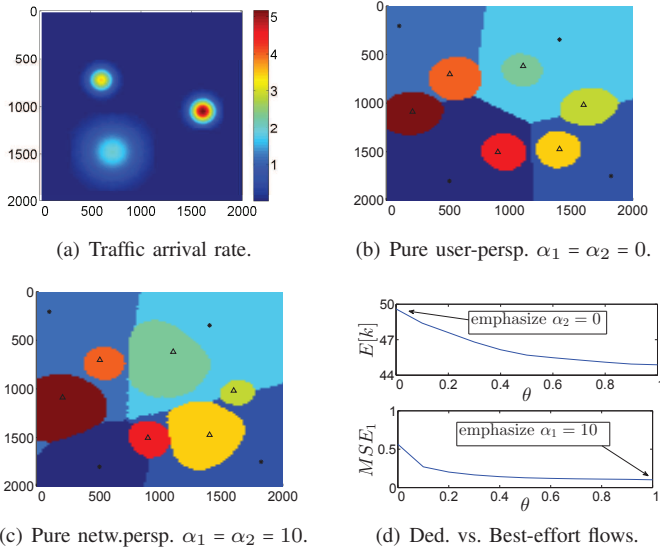 0
500
1000
1500
2000
500 1000 1500 2000
5
4
3
2
1
(a) Traffic arrival rate.
0
500
1000
1500
2000
0 500 1000 1500 2000
(b) Pure user-persp. α₁ = α₂ = 0.
0
500
1000
1500
2000
500 1000 1500 2000
(c) Pure netw.persp. α₁ = α₂ = 10.
50
47
44
E[k]
emphasize α₂ = 0
0 0.2 0.4 0.6 0.8 1
θ
1
0.5
0
MSE₁
emphasize α₁ = 10
0 0.2 0.4 0.6 0.8 1
θ
(d) Ded. vs. Best-effort flows.